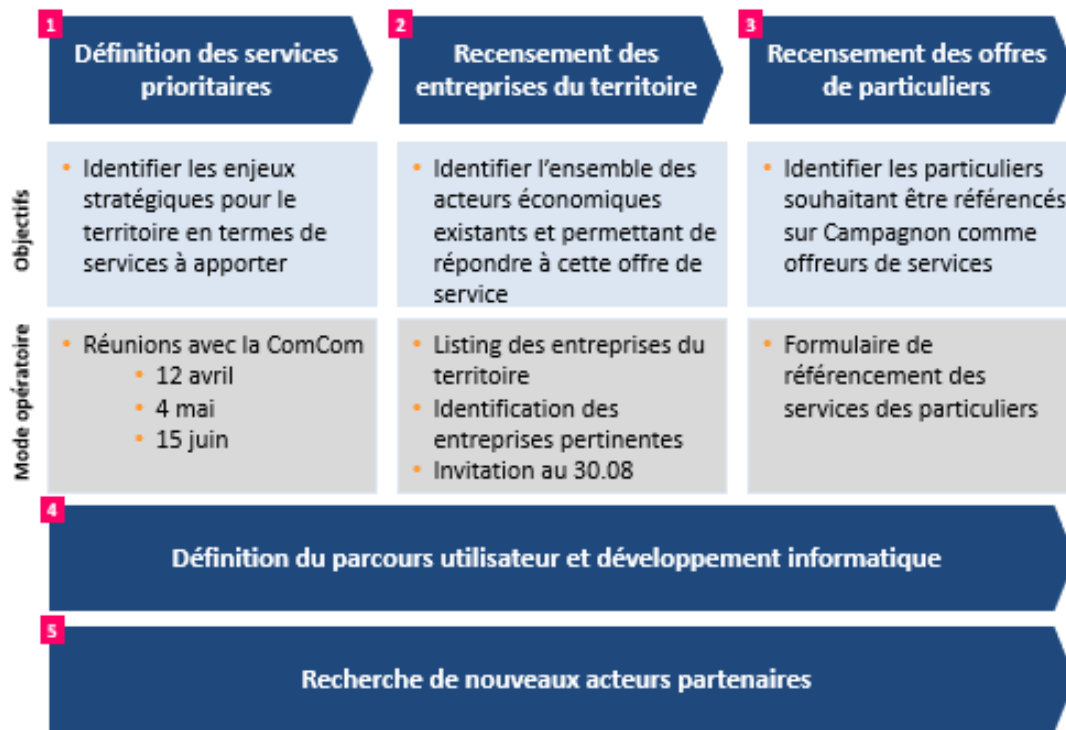 1
Définition des services
prioritaires
2
Recensement des
entreprises du territoire
3
Recensement des offres
de particuliers
Objectifs
• Identifier les enjeux
stratégiques pour le
territoire en termes de
services à apporter
• Identifier l’ensemble des
acteurs économiques
existants et permettant de
répondre à cette offre de
service
• Identifier les particuliers
souhaitant être référencés
sur Campagnon comme
offreurs de services
Mode opératoire
• Réunions avec la ComCom
• 12 avril
• 4 mai
• 15 juin
• Listing des entreprises du
territoire
• Identification des
entreprises pertinentes
• Invitation au 30.08
• Formulaire de
référencement des
services des particuliers
4
Définition du parcours utilisateur et développement informatique
5
Recherche de nouveaux acteurs partenaires